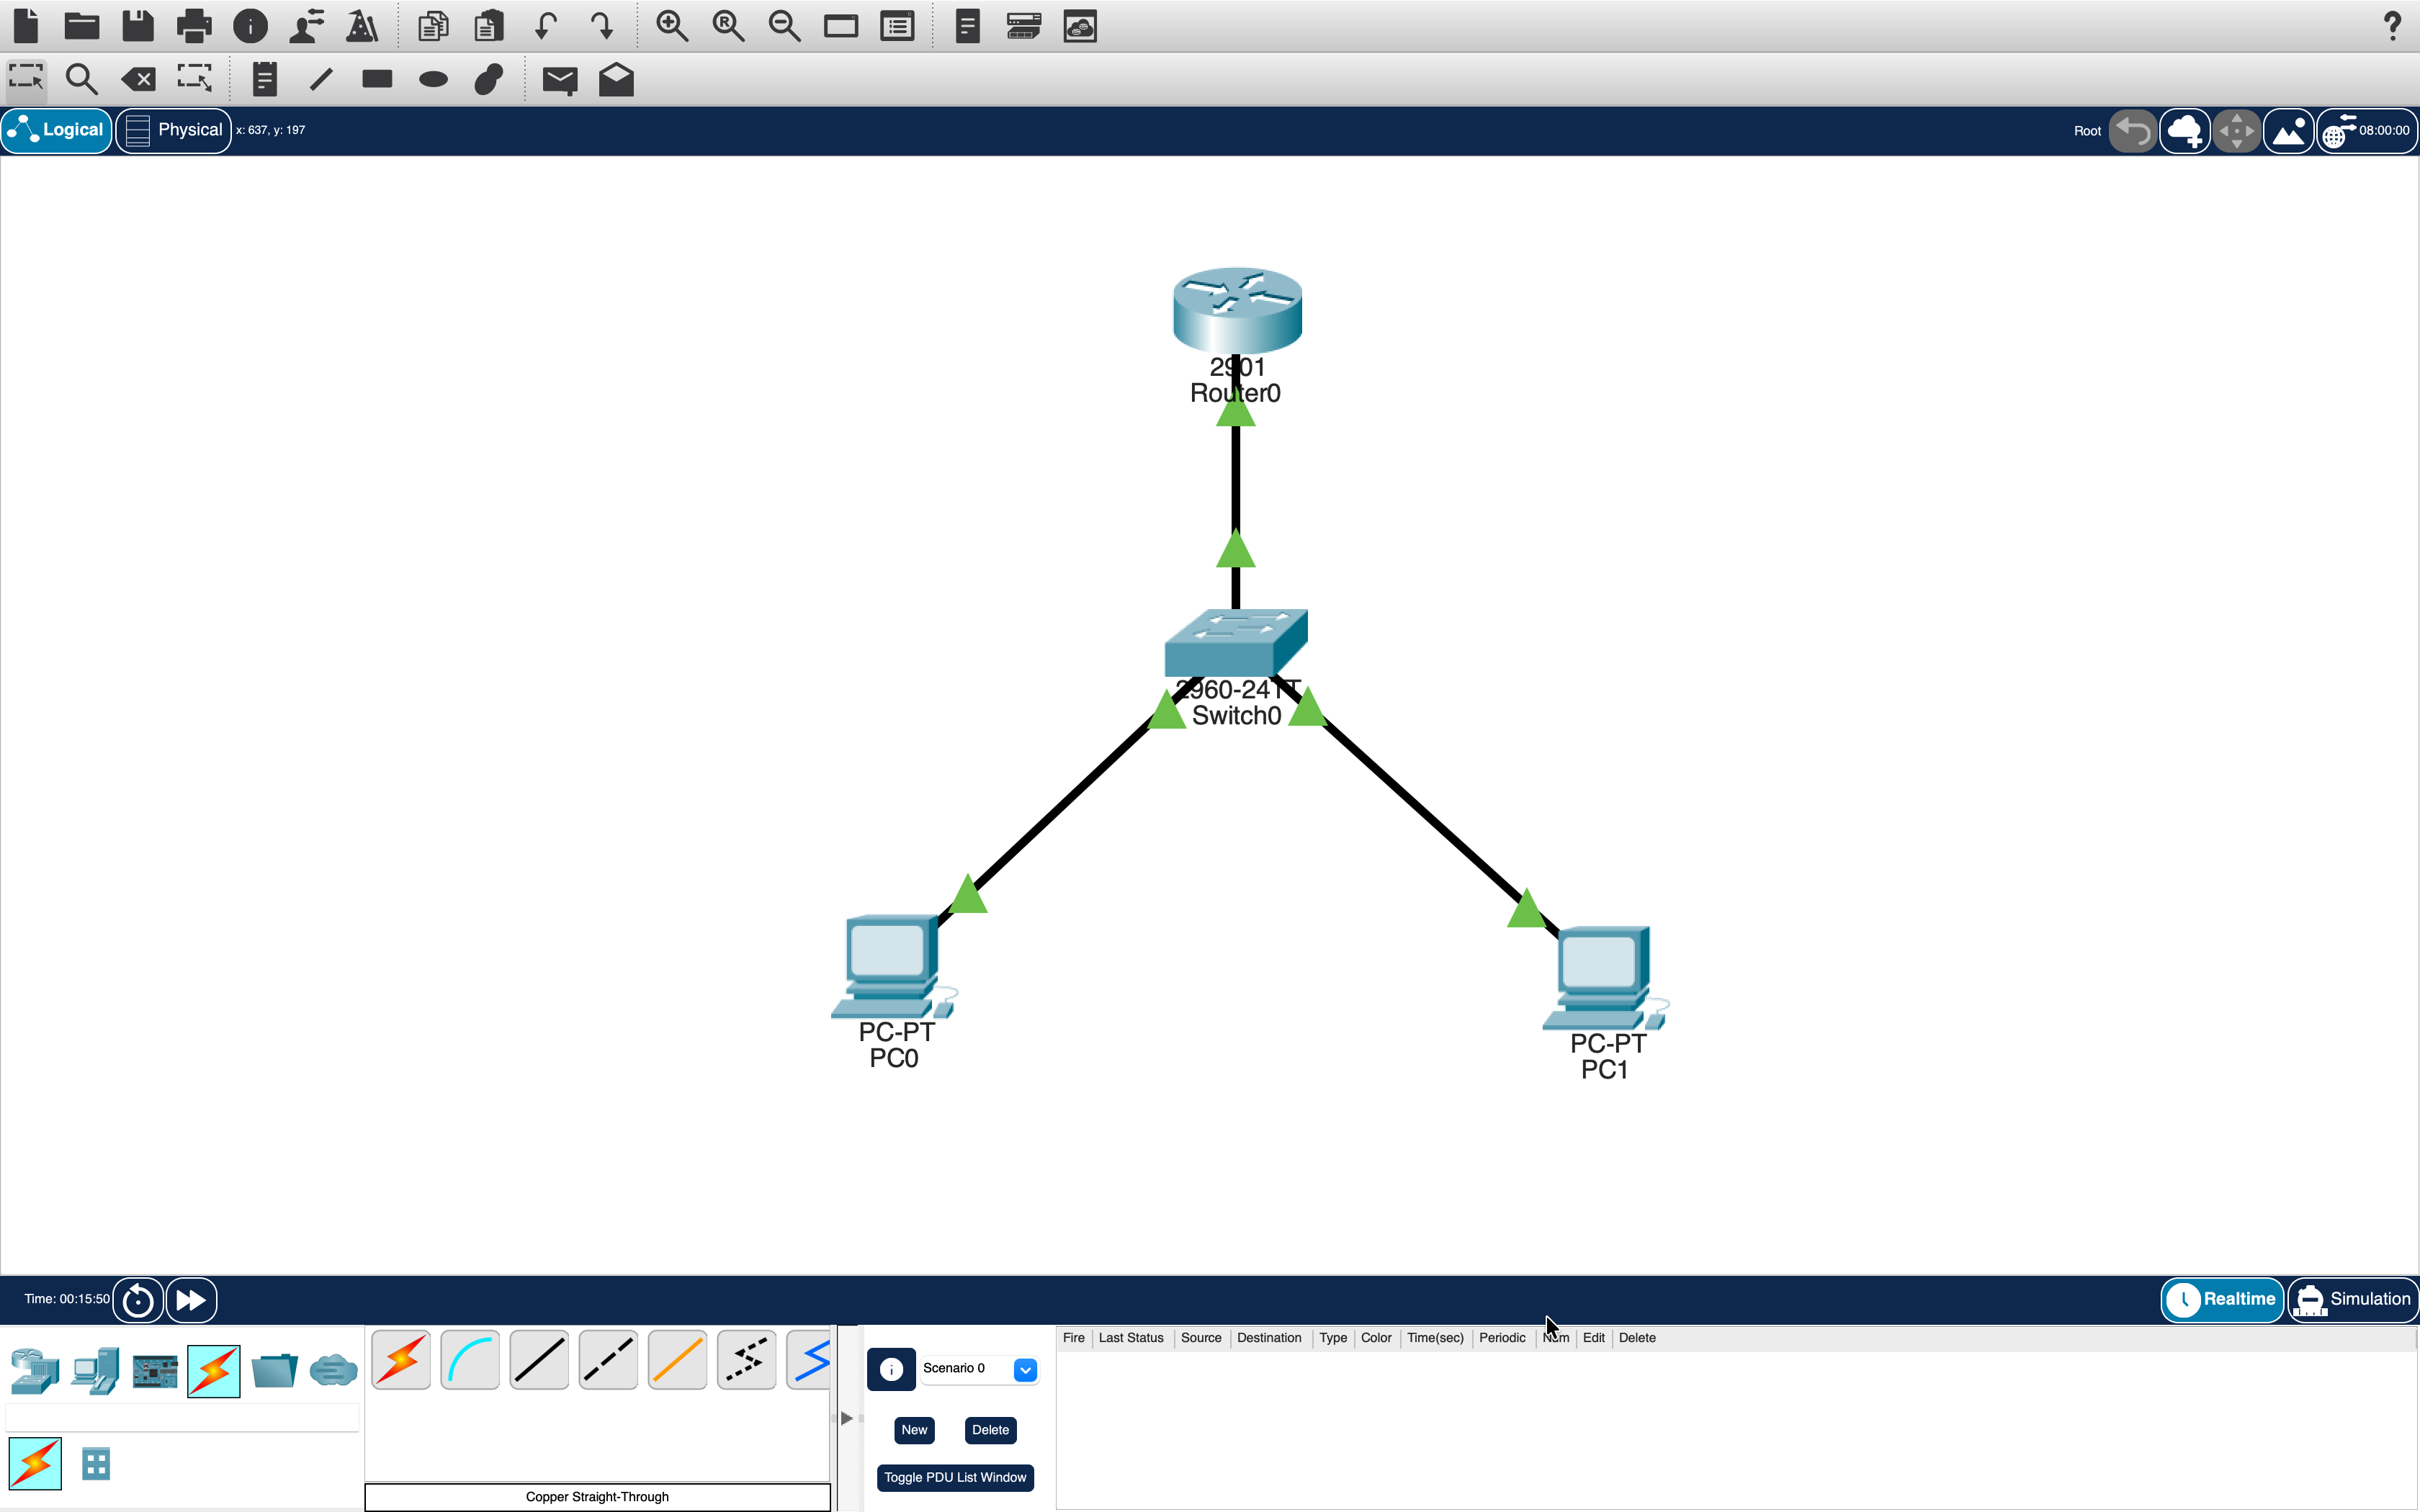 Logical
Physical
x: 637, y: 197
Root
08:00:00
2901
Router0
2960-24TT
Switch0
PC-PT
PC0
PC-PT
PC1
Time: 00:15:50
Realtime
Simulation
Fire Last Status Source Destination Type Color Time(sec) Periodic Num Edit Delete
Scenario 0
New
Delete
Toggle PDU List Window
Copper Straight-Through